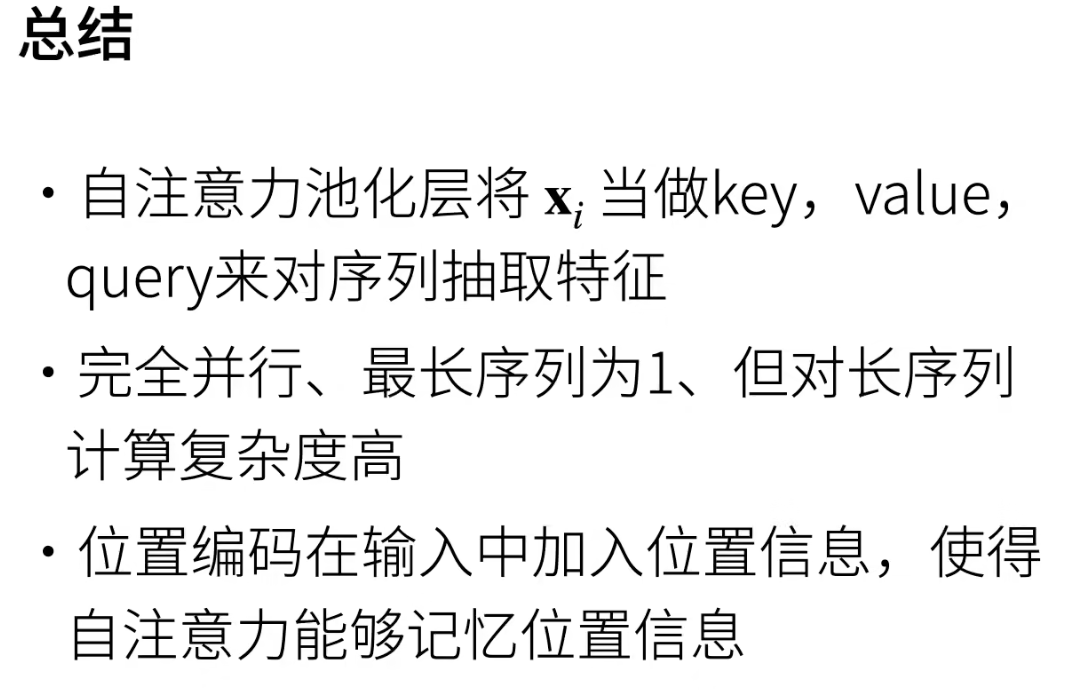 总结
• 自注意力池化层将 xᵢ 当做key，value，
query来对序列抽取特征
• 完全并行、最长序列为1、但对长序列
计算复杂度高
• 位置编码在输入中加入位置信息，使得
自注意力能够记忆位置信息